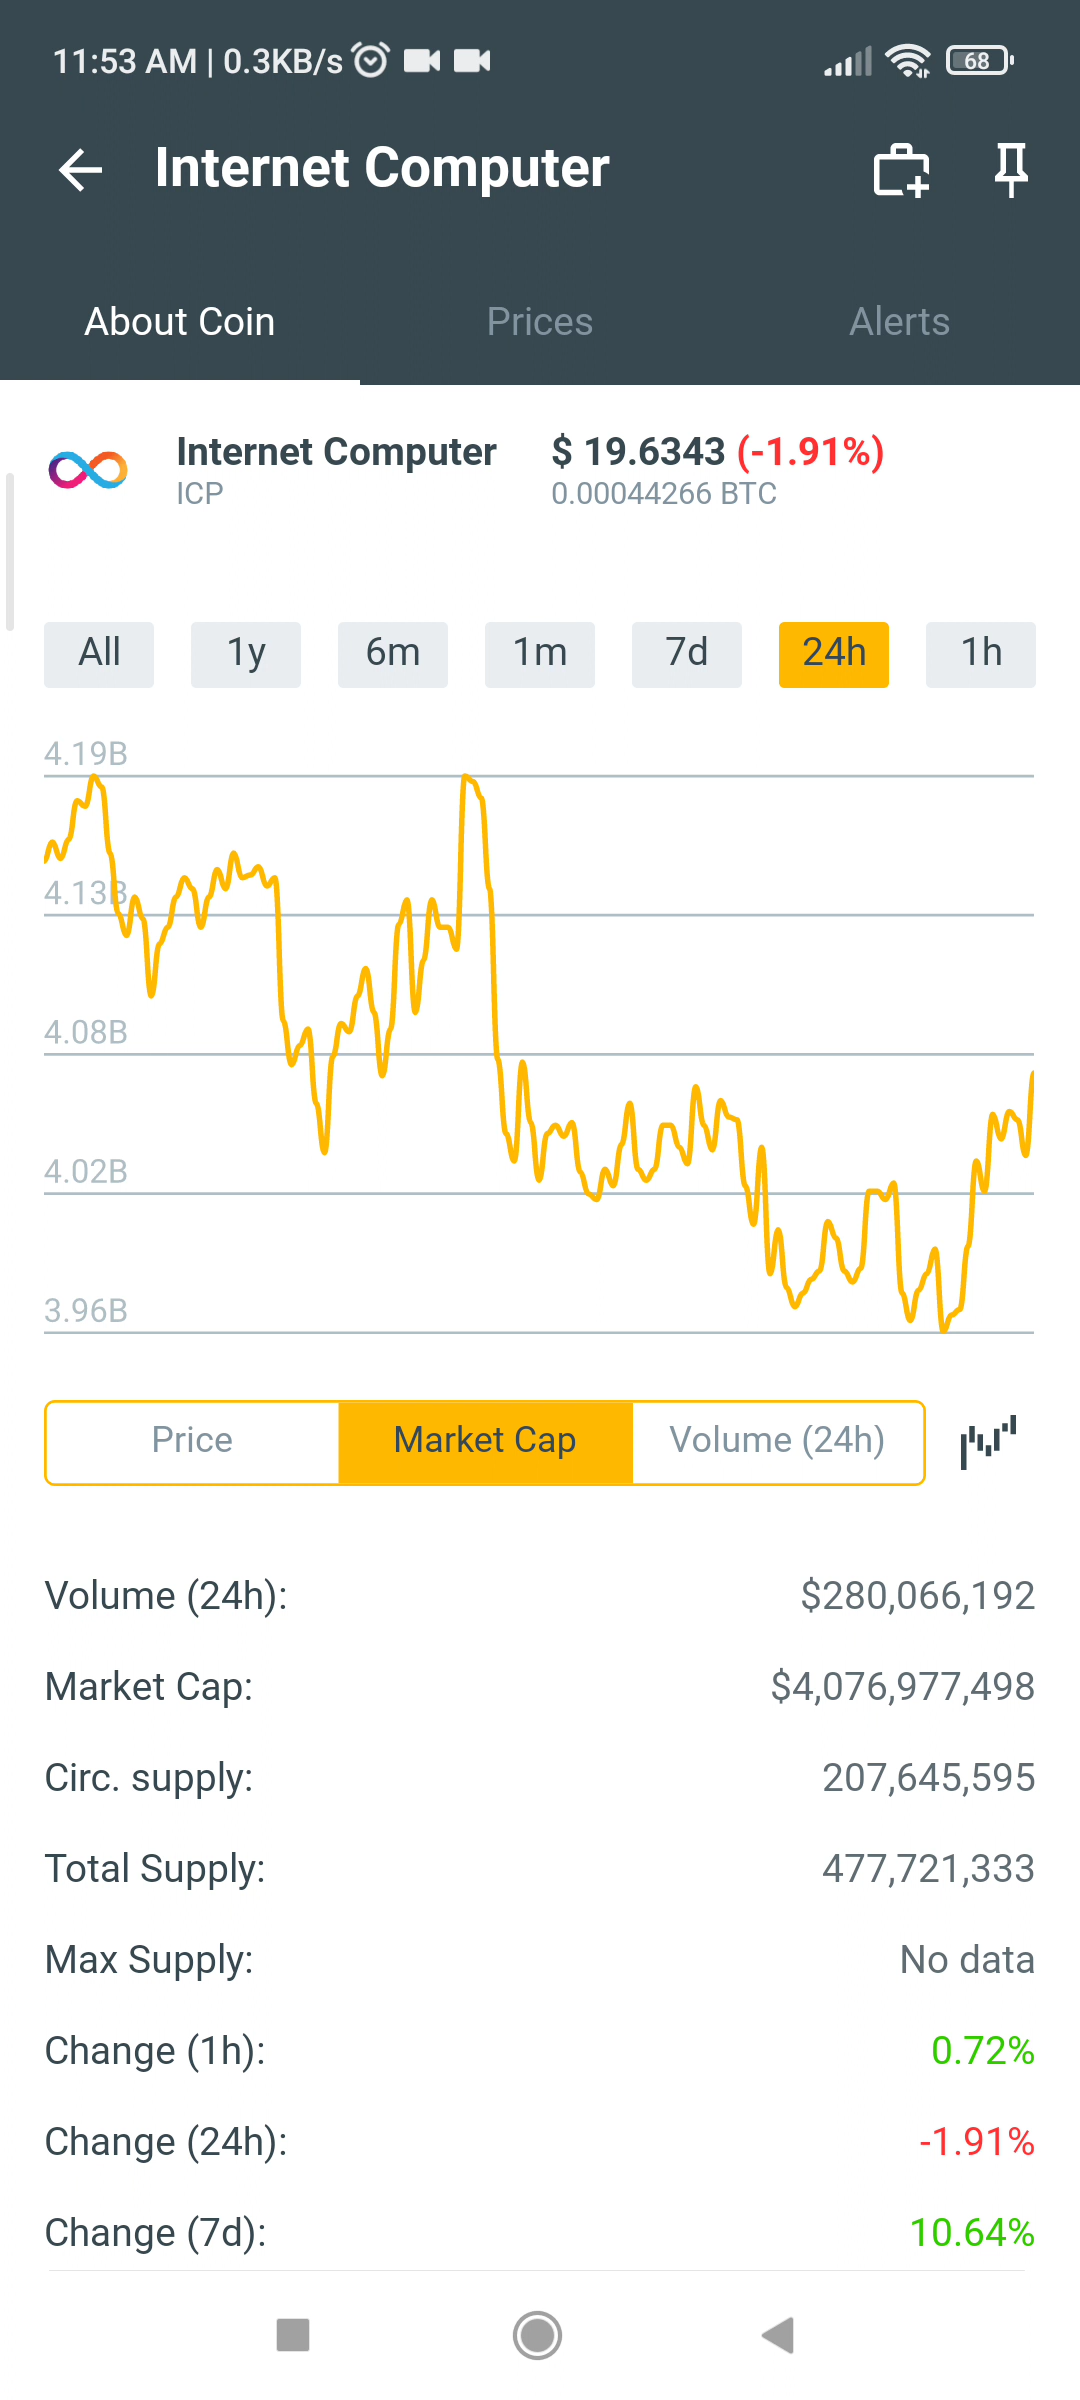 11:53 AM | 0.3KB/s 68
Internet Computer
About Coin Prices Alerts
Internet Computer $ 19.6343 (-1.91%)
ICP 0.00044266 BTC
All 1y 6m 1m 7d 24h 1h
4.19B
4.13B
4.08B
4.02B
3.96B
Price Market Cap Volume (24h)
Volume (24h): $280,066,192
Market Cap: $4,076,977,498
Circ. supply: 207,645,595
Total Supply: 477,721,333
Max Supply: No data
Change (1h): 0.72%
Change (24h): -1.91%
Change (7d): 10.64%